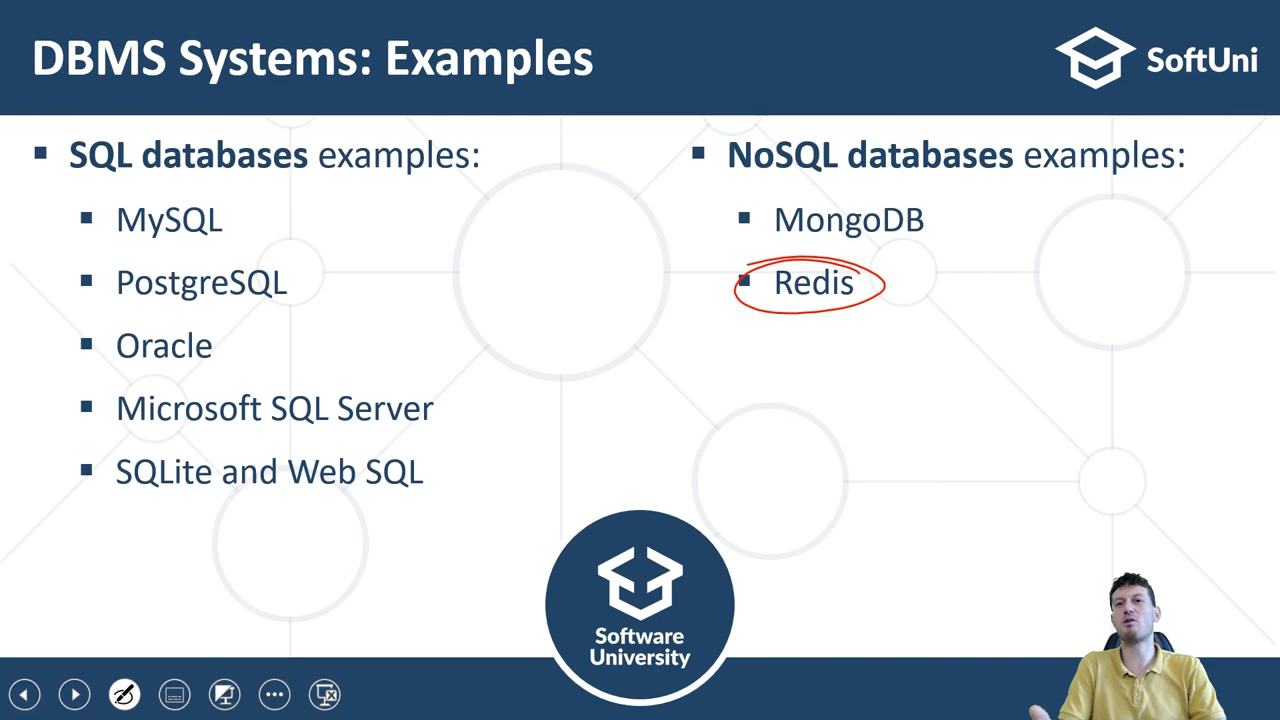 DBMS Systems: Examples
SoftUni
SQL databases examples:
MySQL
PostgreSQL
Oracle
Microsoft SQL Server
SQLite and Web SQL
NoSQL databases examples:
MongoDB
Redis
Software
University